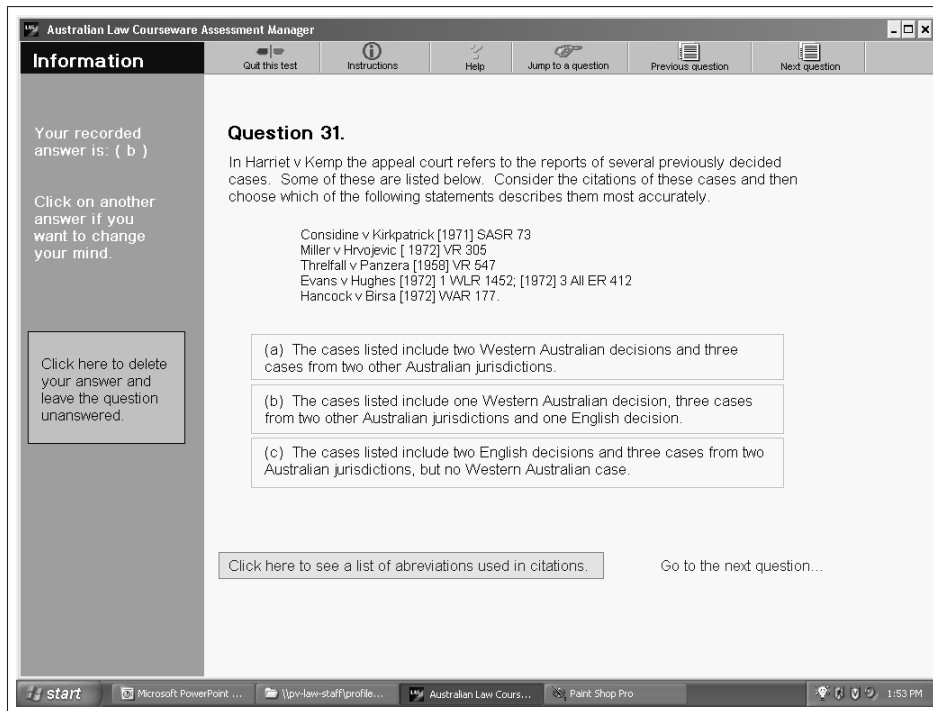 Australian Law Courseware Assessment Manager
Information
Quit this test
Instructions
Help
Jump to a question
Previous question
Next question
Your recorded
answer is: ( b )
Click on another
answer if you
want to change
your mind.
Click here to delete
your answer and
leave the question
unanswered.
Question 31.
In Harriet v Kemp the appeal court refers to the reports of several previously decided
cases. Some of these are listed below. Consider the citations of these cases and then
choose which of the following statements describes them most accurately.
Considine v Kirkpatrick [1971] SASR 73
Miller v Hrvojevic [ 1972] VR 305
Threlfall v Panzera [1958] VR 547
Evans v Hughes [1972] 1 WLR 1452; [1972] 3 All ER 412
Hancock v Birsa [1972] WAR 177.
(a) The cases listed include two Western Australian decisions and three
cases from two other Australian jurisdictions.
(b) The cases listed include one Western Australian decision, three cases
from two other Australian jurisdictions and one English decision.
(c) The cases listed include two English decisions and three cases from two
Australian jurisdictions, but no Western Australian case.
Click here to see a list of abreviations used in citations.
Go to the next question...
start
Microsoft PowerPoint ...
\\pv-law-staff\profile...
Australian Law Cours...
Paint Shop Pro
1:53 PM